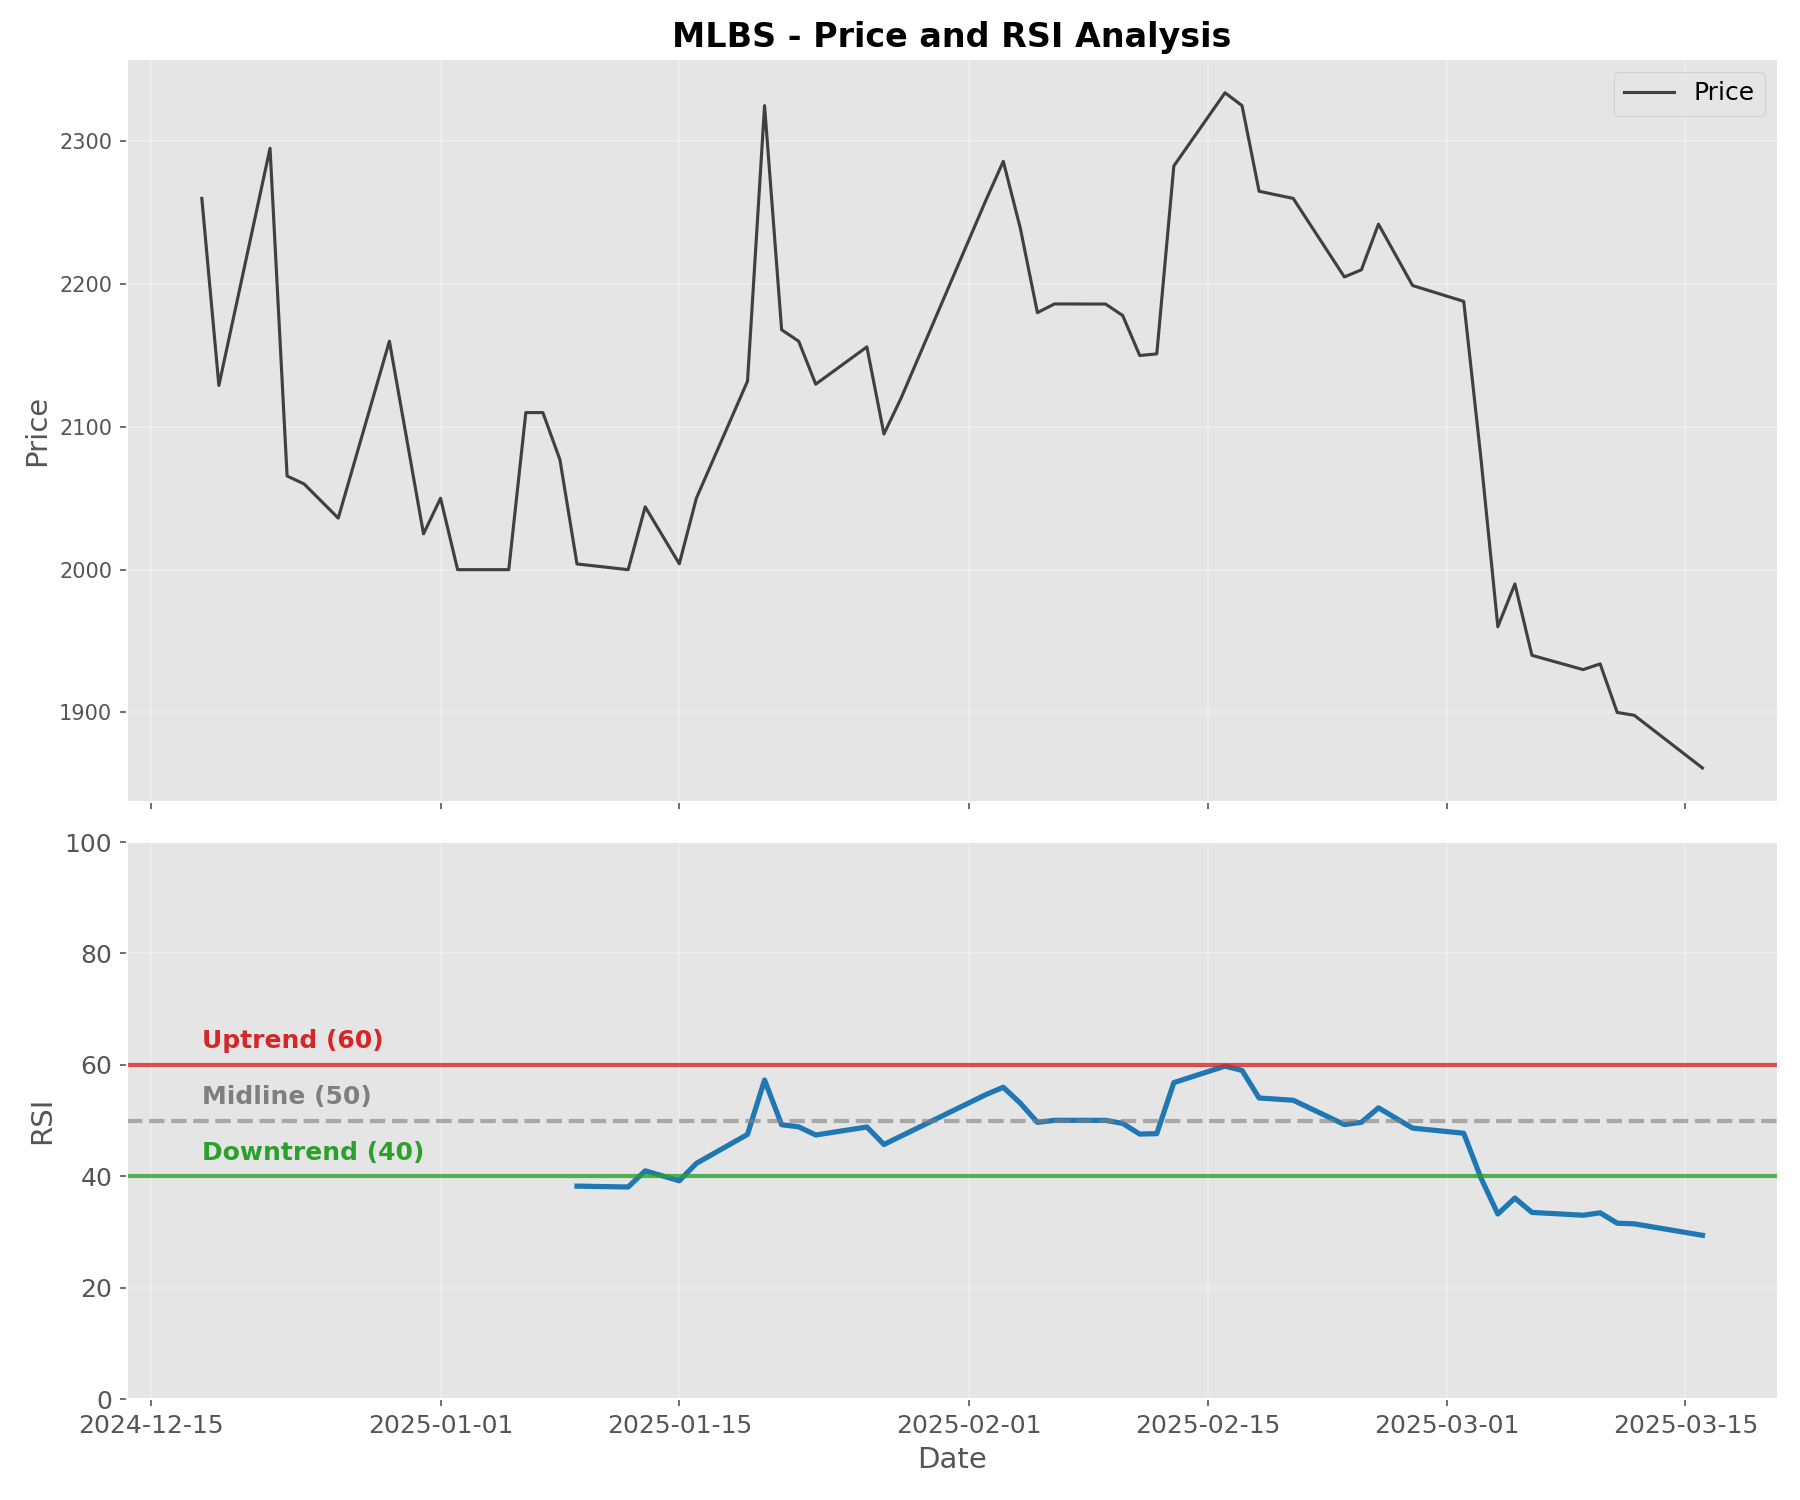 MLBS - Price and RSI Analysis
Price
2300
2200
2100
2000
1900
Price
100
80
60
40
20
0
RSI
Uptrend (60)
Midline (50)
Downtrend (40)
2024-12-15
2025-01-01
2025-01-15
2025-02-01
2025-02-15
2025-03-01
2025-03-15
Date